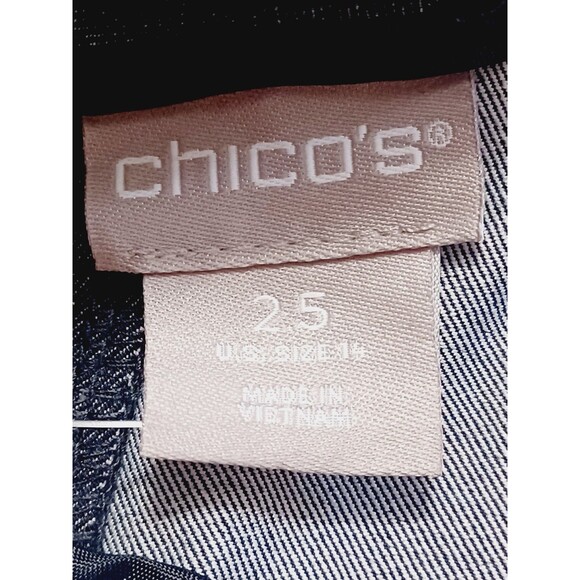 chico's®
2.5
U.S. SIZE: 14
MADE IN
VIETNAM